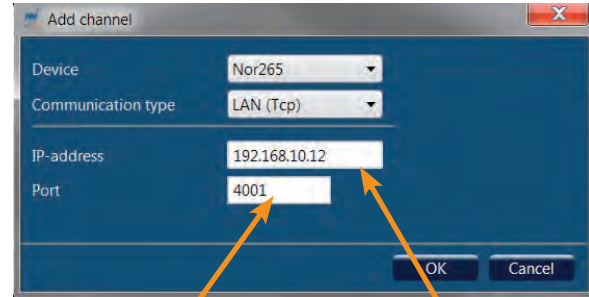 Add channel
Device Nor265
Communication type LAN (Tcp)
IP-address 192.168.10.12
Port 4001
OK Cancel